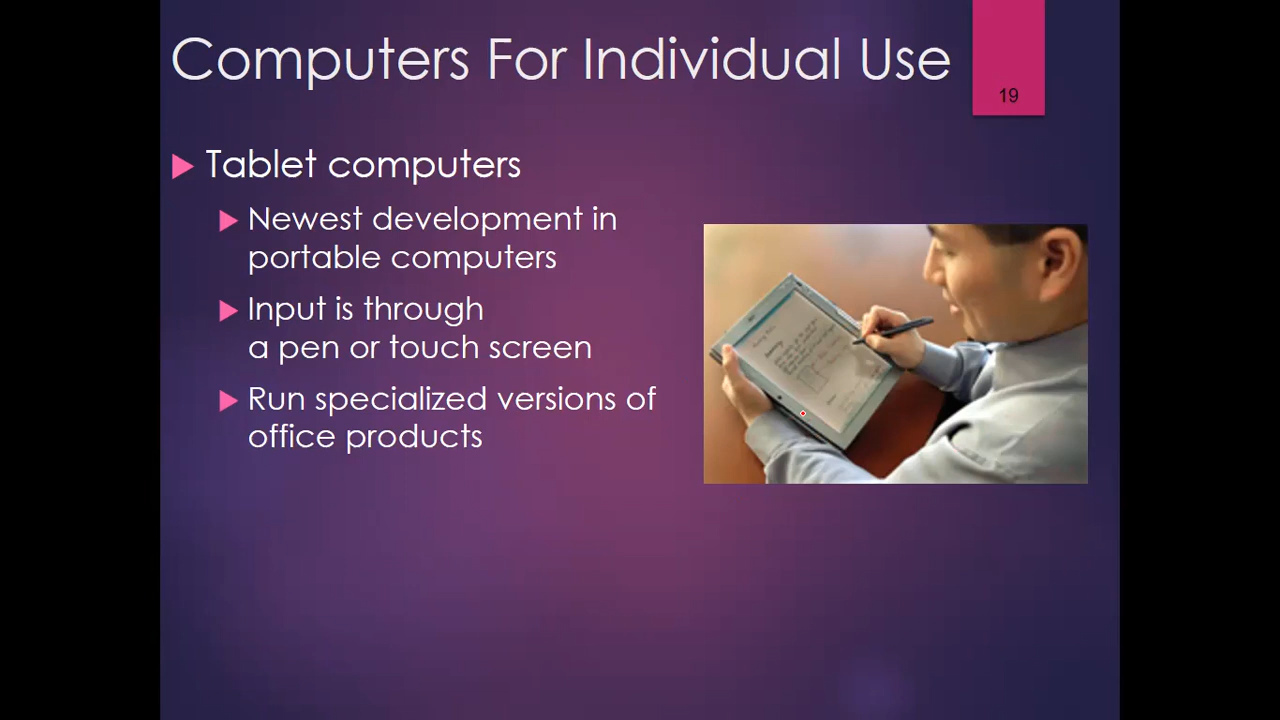 Computers For Individual Use
19
Tablet computers
Newest development in
portable computers
Input is through
a pen or touch screen
Run specialized versions of
office products